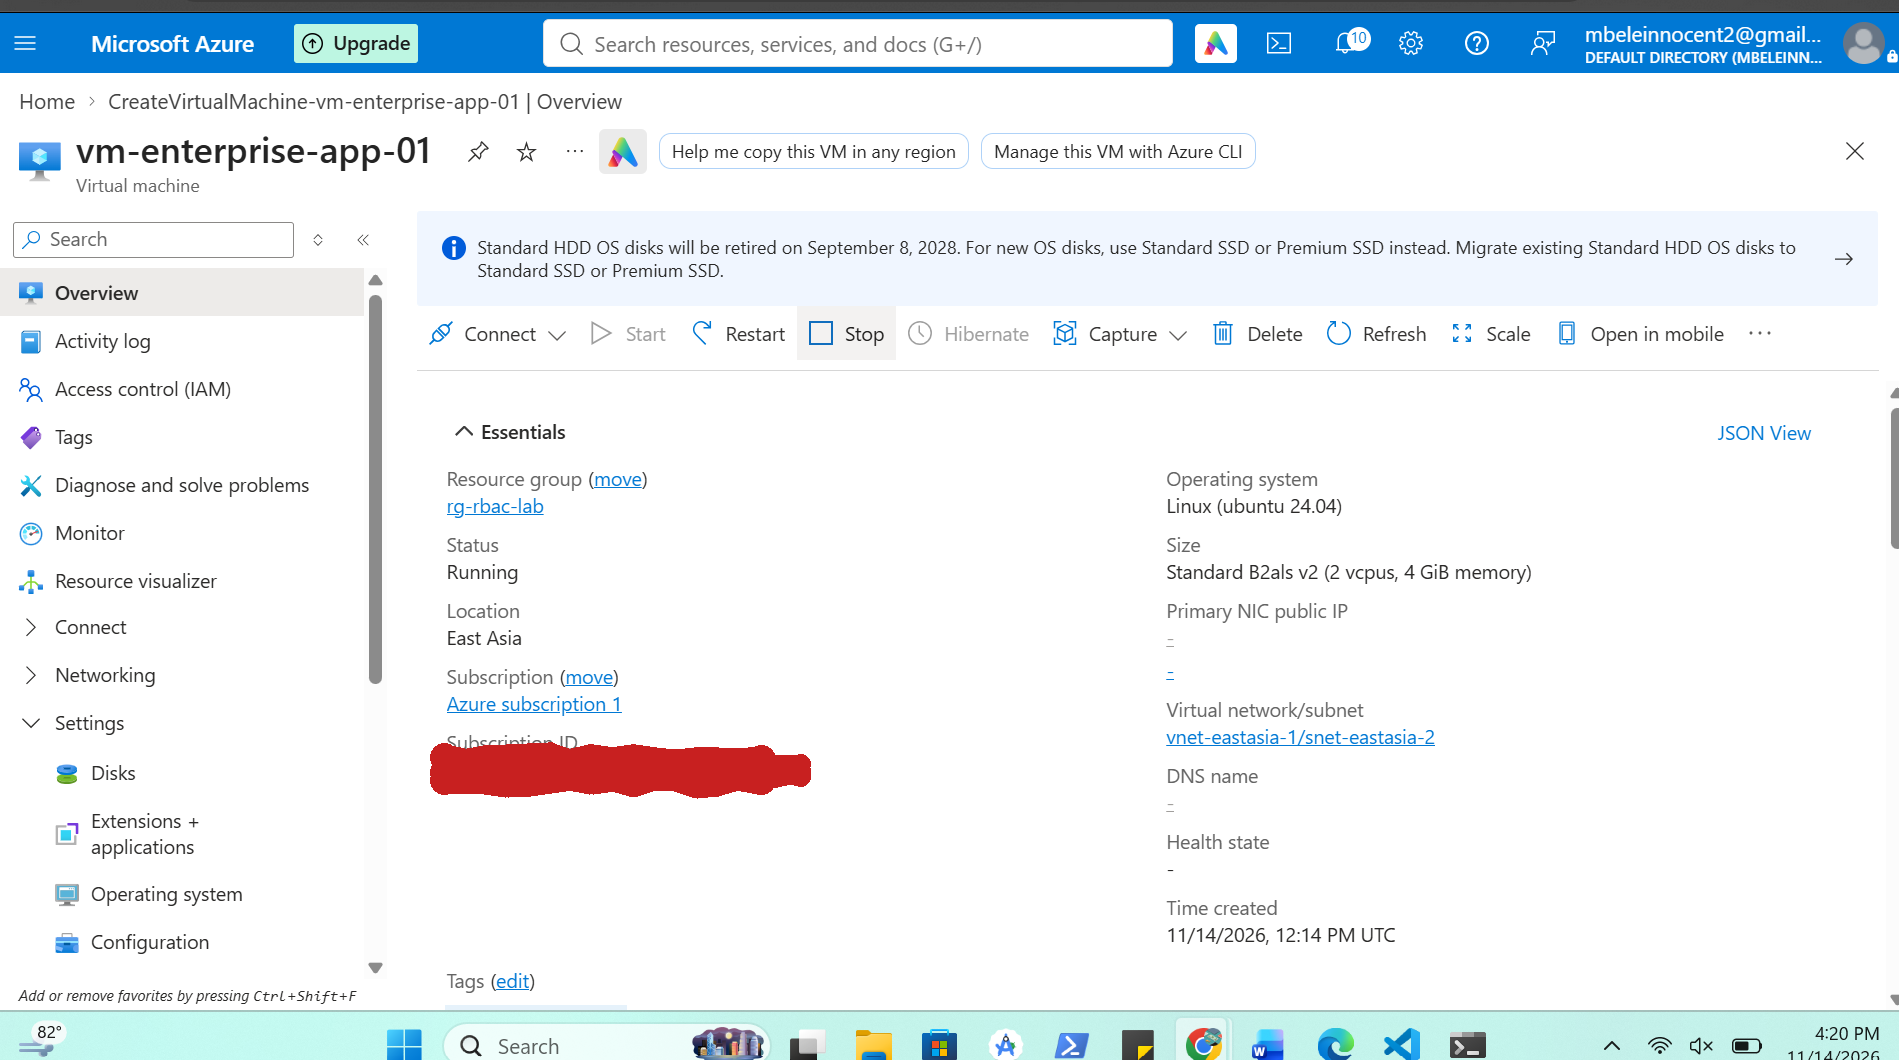 Microsoft Azure
Upgrade
Search resources, services, and docs (G+/)
10
mbeleinnocent2@gmail...
DEFAULT DIRECTORY (MBELEINN...
Home > CreateVirtualMachine-vm-enterprise-app-01 | Overview
vm-enterprise-app-01
...
Help me copy this VM in any region
Manage this VM with Azure CLI
Virtual machine
Search
Overview
Activity log
Access control (IAM)
Tags
Diagnose and solve problems
Monitor
Resource visualizer
Connect
Networking
Settings
Disks
Extensions +
applications
Operating system
Configuration
Add or remove favorites by pressing Ctrl+Shift+F
Standard HDD OS disks will be retired on September 8, 2028. For new OS disks, use Standard SSD or Premium SSD instead. Migrate existing Standard HDD OS disks to
Standard SSD or Premium SSD.
Connect Start Restart Stop Hibernate Capture Delete Refresh Scale Open in mobile ...
Essentials
JSON View
Resource group (move)
rg-rbac-lab
Status
Running
Location
East Asia
Subscription (move)
Azure subscription 1
Subscription ID
Operating system
Linux (ubuntu 24.04)
Size
Standard B2als v2 (2 vcpus, 4 GiB memory)
Primary NIC public IP
-
-
Virtual network/subnet
vnet-eastasia-1/snet-eastasia-2
DNS name
-
Health state
-
Time created
11/14/2026, 12:14 PM UTC
Tags (edit)
82°
Search
4:20 PM
11/14/2026